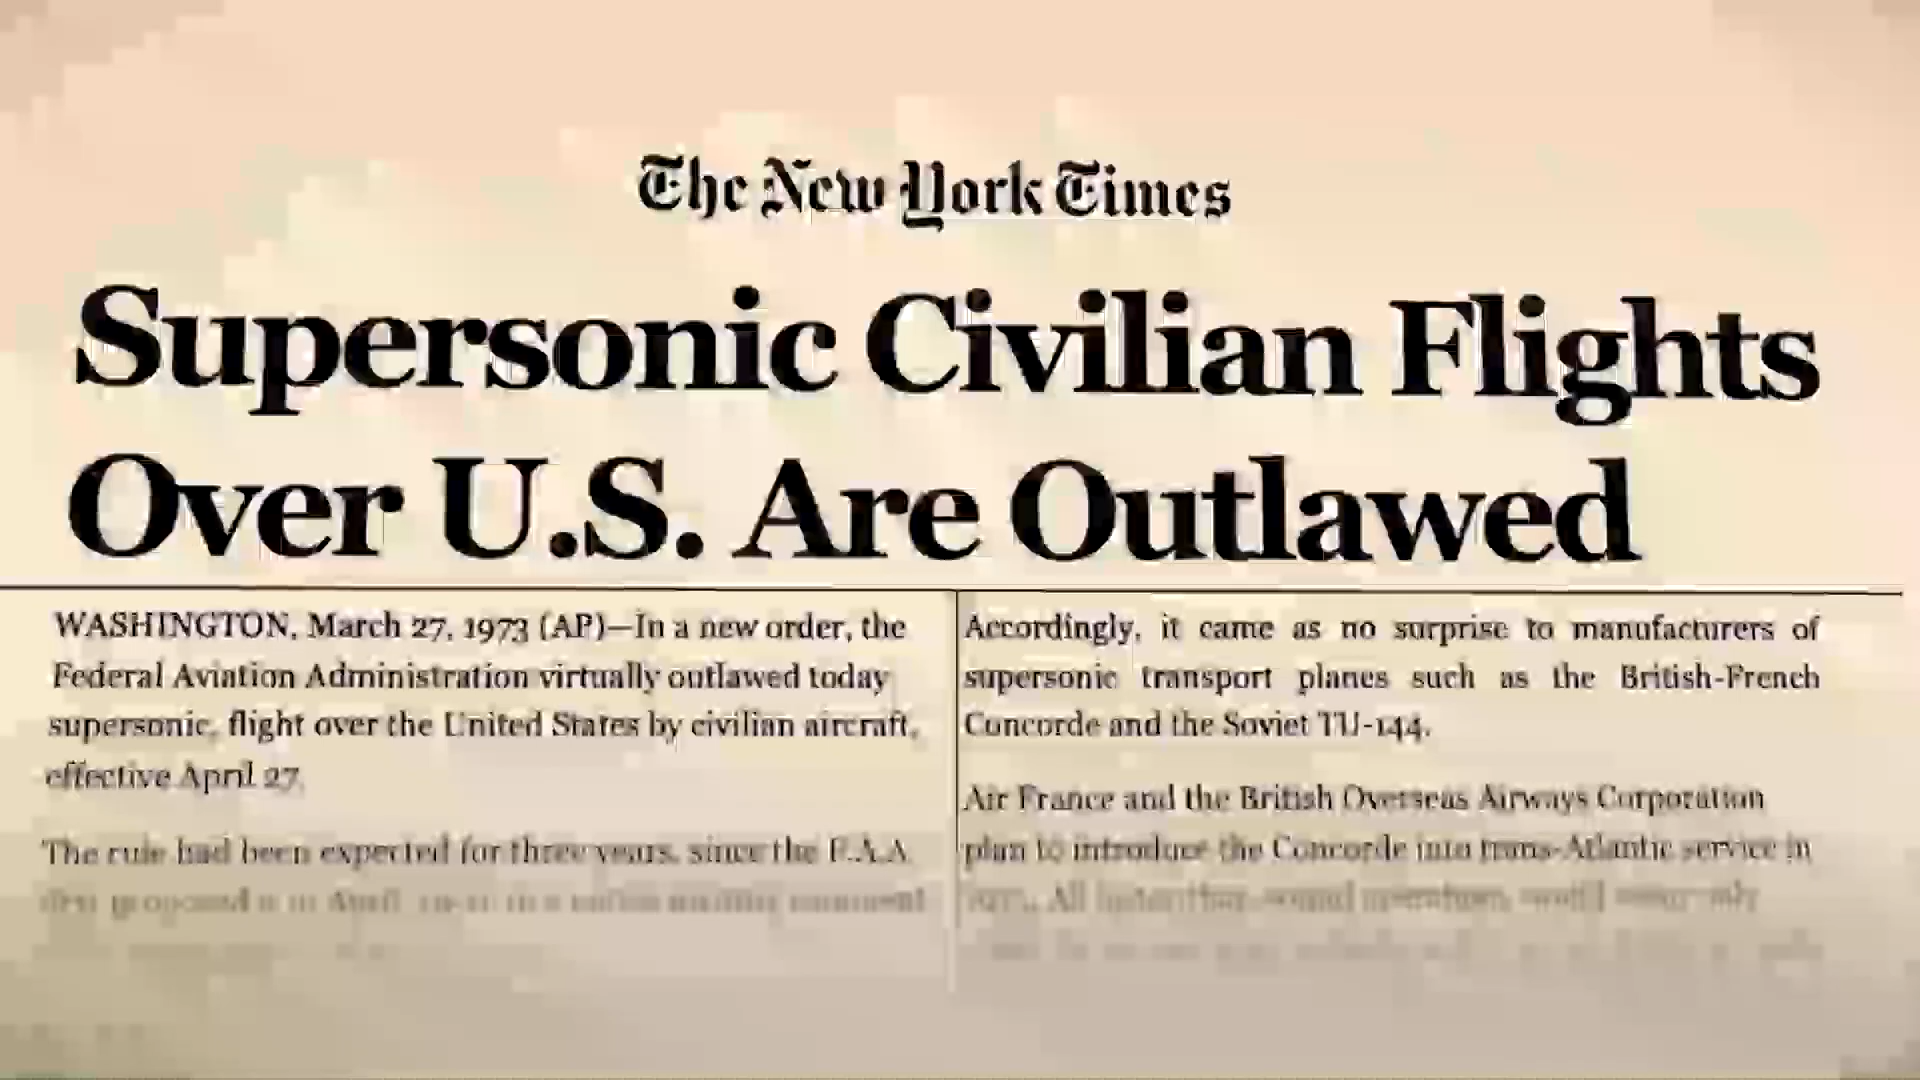 The New York Times
Supersonic Civilian Flights
Over U.S. Are Outlawed
WASHINGTON, March 27, 1973 (AP)—In a new order, the
Federal Aviation Administration virtually outlawed today
supersonic, flight over the United States by civilian aircraft,
effective April 27.
The rule had been expected for three years, since the F.A.A.
Accordingly, it came as no surprise to manufacturers of
supersonic transport planes such as the British-French
Concorde and the Soviet TU-144.
Air France and the British Overseas Airways Corporation
plan to introduce the Concorde into trans-Atlantic service in